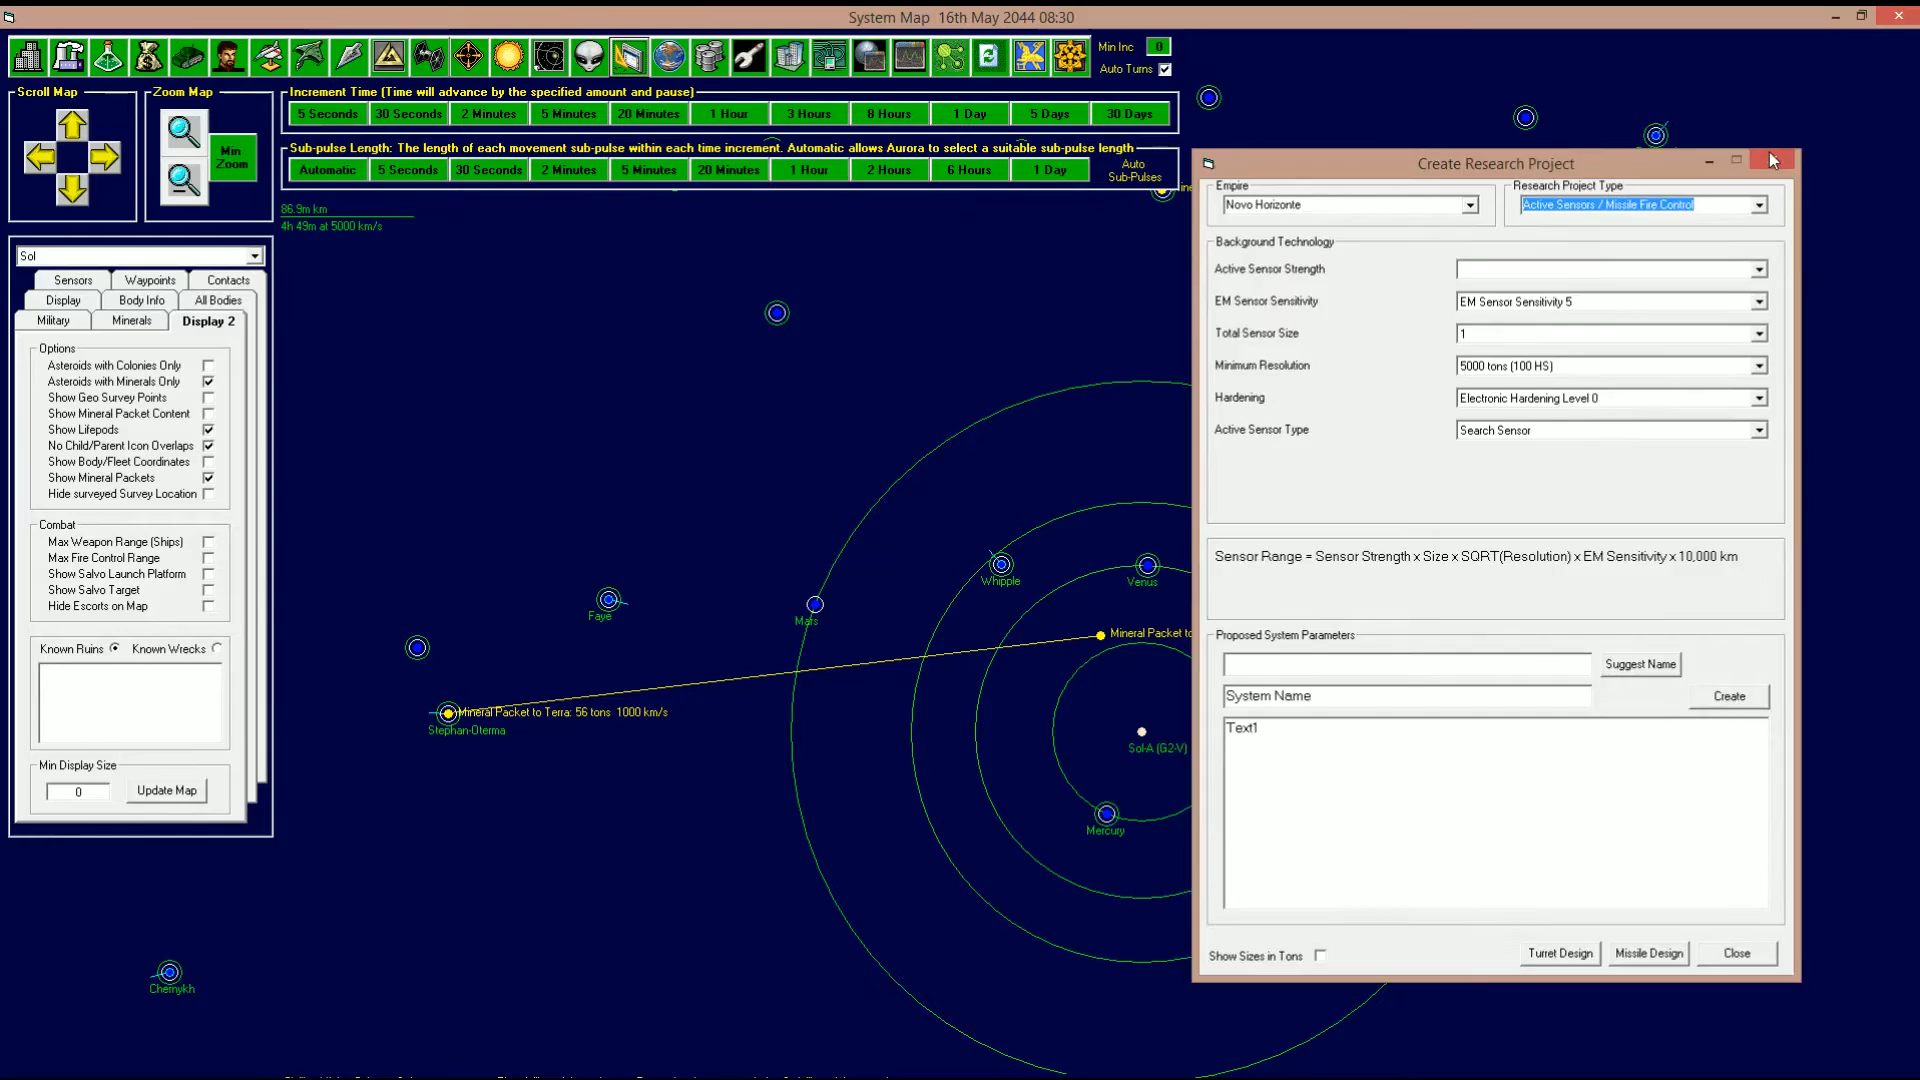 System Map  16th May 2044 08:30
Min Inc 0
Auto Turns
Scroll Map
Zoom Map
Min Zoom
Increment Time (Time will advance by the specified amount and pause)
5 Seconds 30 Seconds 2 Minutes 5 Minutes 20 Minutes 1 Hour 3 Hours 8 Hours 1 Day 5 Days 30 Days
Sub-pulse Length: The length of each movement sub-pulse within each time increment. Automatic allows Aurora to select a suitable sub-pulse length
Automatic 5 Seconds 30 Seconds 2 Minutes 5 Minutes 20 Minutes 1 Hour 2 Hours 6 Hours 1 Day
Auto Sub-Pulses
86.9m km
4h 49m at 5000 km/s
Sol
Sensors Waypoints Contacts
Display Body Info All Bodies
Military Minerals Display 2
Options
Asteroids with Colonies Only
Asteroids with Minerals Only
Show Geo Survey Points
Show Mineral Packet Content
Show Lifepods
No Child/Parent Icon Overlaps
Show Body/Fleet Coordinates
Show Mineral Packets
Hide surveyed Survey Location
Combat
Max Weapon Range (Ships)
Max Fire Control Range
Show Salvo Launch Platform
Show Salvo Target
Hide Escorts on Map
Known Ruins Known Wrecks
Min Display Size
0 Update Map
Whipple
Venus
Faye
Mars
Mineral Packet to
Mineral Packet to Terra: 56 tons  1000 km/s
Stephan-Oterma
Sol-A (G2-V)
Mercury
Chernykh
Create Research Project
Empire
Novo Horizonte
Research Project Type
Active Sensors / Missile Fire Control
Background Technology
Active Sensor Strength
EM Sensor Sensitivity EM Sensor Sensitivity 5
Total Sensor Size 1
Minimum Resolution 5000 tons (100 HS)
Hardening Electronic Hardening Level 0
Active Sensor Type Search Sensor
Sensor Range = Sensor Strength x Size x SQRT(Resolution) x EM Sensitivity x 10,000 km
Proposed System Parameters
Suggest Name
System Name
Create
Text1
Show Sizes in Tons
Turret Design Missile Design Close